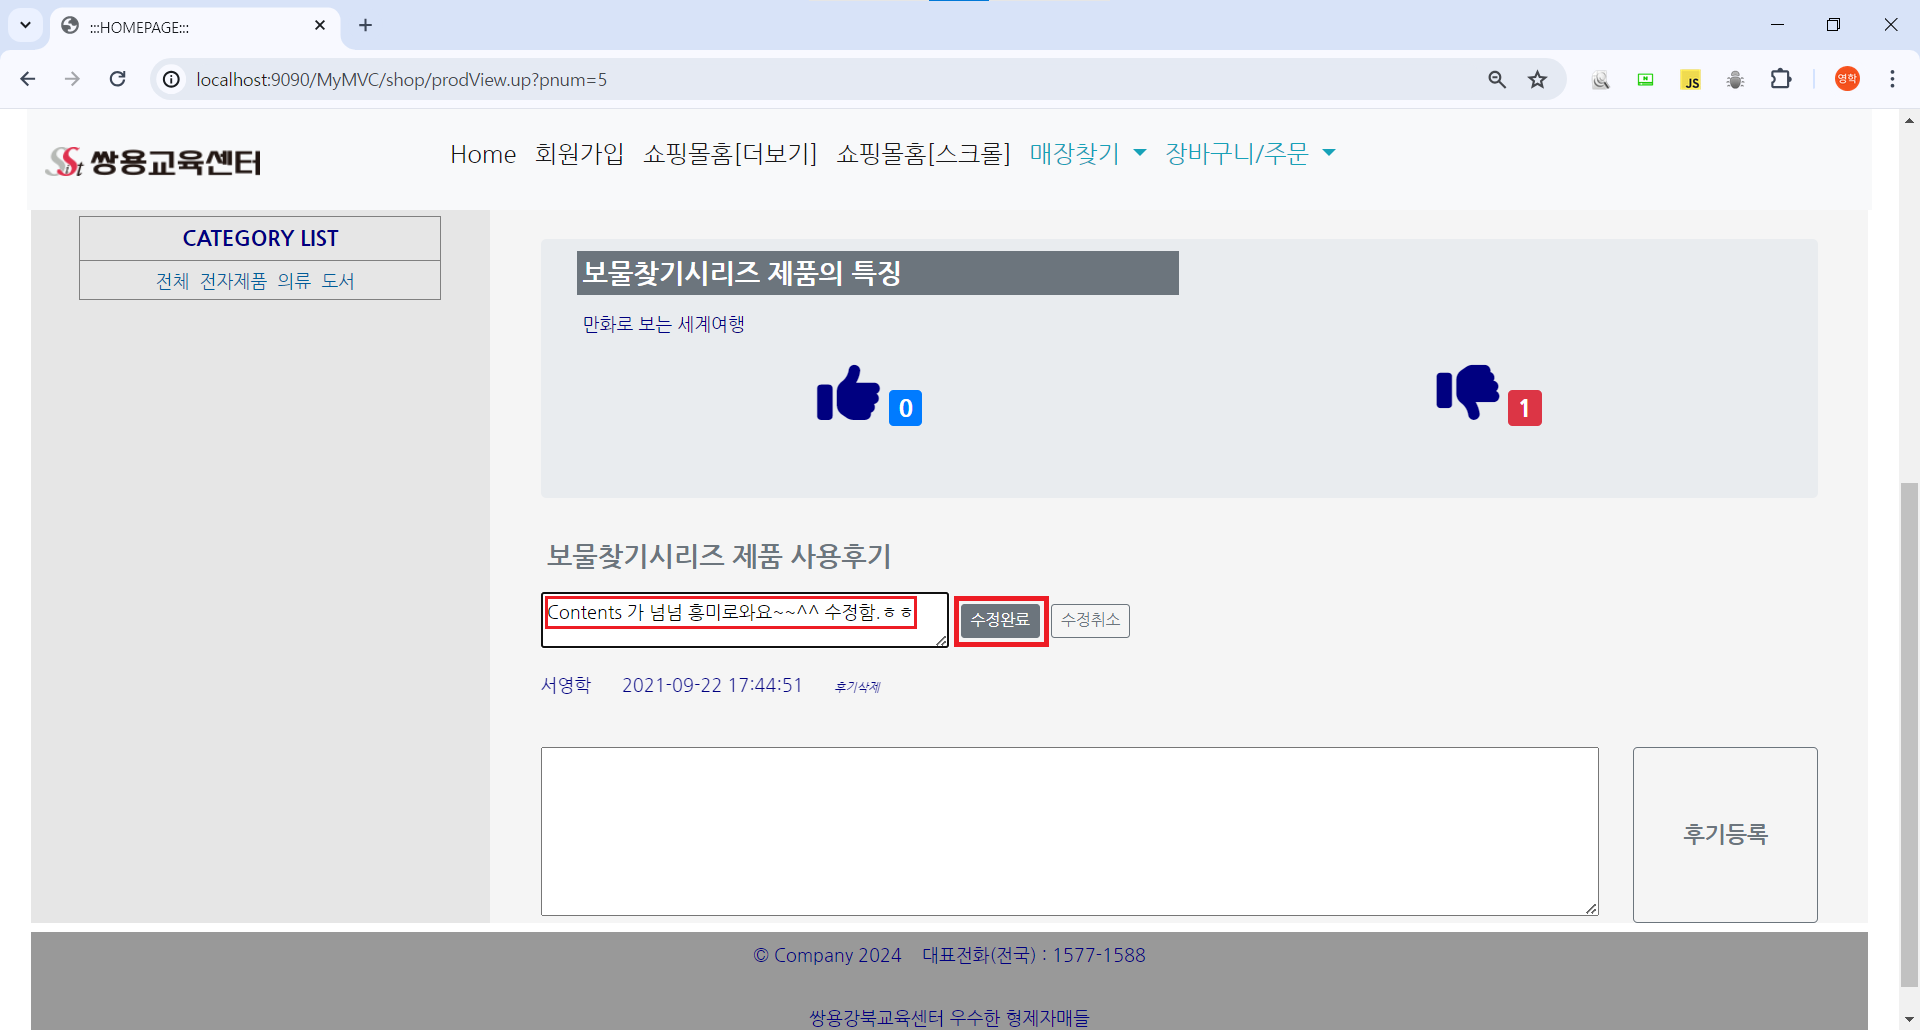 :::HOMEPAGE:::
localhost:9090/MyMVC/shop/prodView.up?pnum=5
JS
영학
SSist 쌍용교육센터
Home 회원가입 쇼핑몰홈[더보기] 쇼핑몰홈[스크롤] 매장찾기 장바구니/주문
CATEGORY LIST
전체 전자제품 의류 도서
보물찾기시리즈 제품의 특징
만화로 보는 세계여행
0
1
보물찾기시리즈 제품 사용후기
Contents 가 넘넘 흥미로와요~~^^ 수정함.ㅎㅎ
수정완료
수정취소
서영학 2021-09-22 17:44:51 후기삭제
후기등록
© Company 2024 대표전화(전국) : 1577-1588
쌍용강북교육센터 우수한 형제자매들